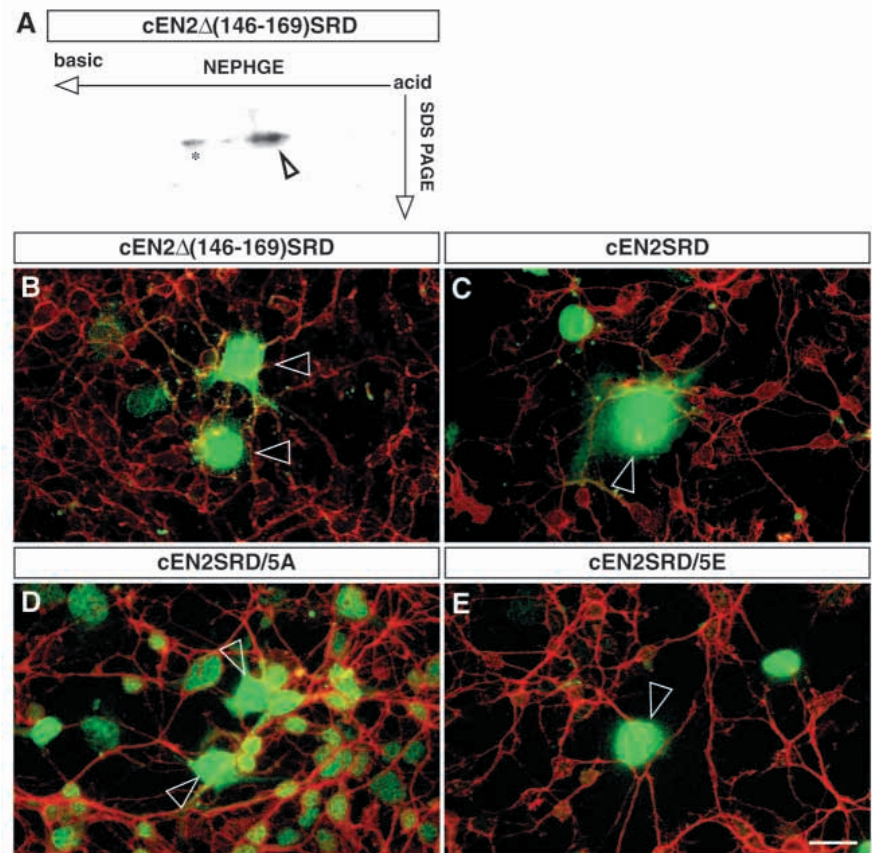 A
cEN2Δ(146-169)SRD
basic
NEPHGE
acid
SDS PAGE
*
cEN2Δ(146-169)SRD
cEN2SRD
B
C
cEN2SRD/5A
cEN2SRD/5E
D
E